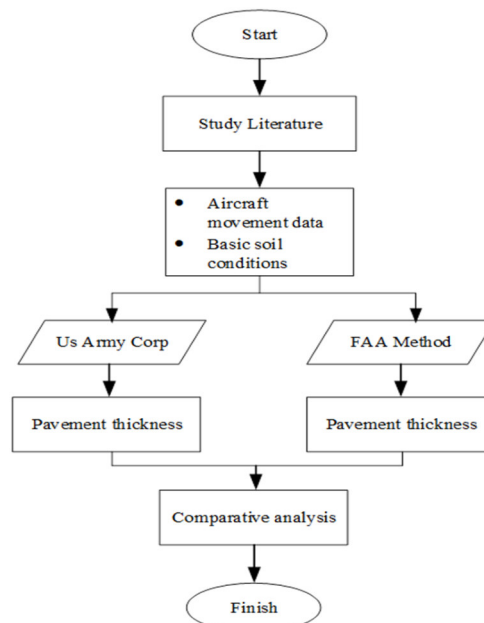 Start
Study Literature
● Aircraft
movement data
● Basic soil
conditions
Us Army Corp
FAA Method
Pavement thickness
Pavement thickness
Comparative analysis
Finish